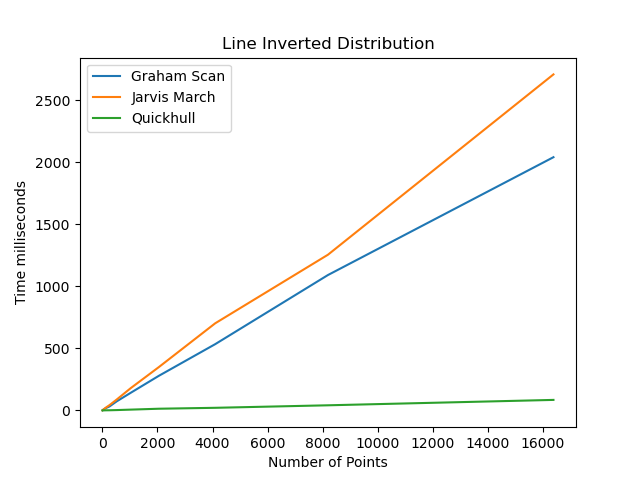 Line Inverted Distribution
Graham Scan
Jarvis March
Quickhull
Time milliseconds
2500
2000
1500
1000
500
0
0 2000 4000 6000 8000 10000 12000 14000 16000
Number of Points